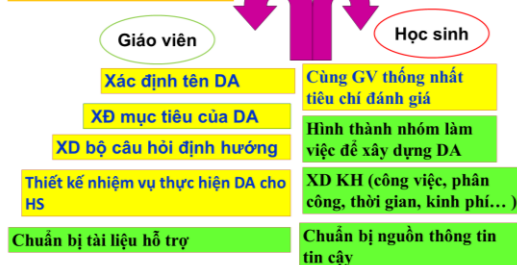 Giáo viên
Học sinh
Xác định tên DA
XĐ mục tiêu của DA
XD bộ câu hỏi định hướng
Thiết kế nhiệm vụ thực hiện DA cho
HS
Chuẩn bị tài liệu hỗ trợ
Cùng GV thống nhất
tiêu chí đánh giá
Hình thành nhóm làm
việc để xây dựng DA
XD KH (công việc, phân
công, thời gian, kinh phí… )
Chuẩn bị nguồn thông tin
tin cậy